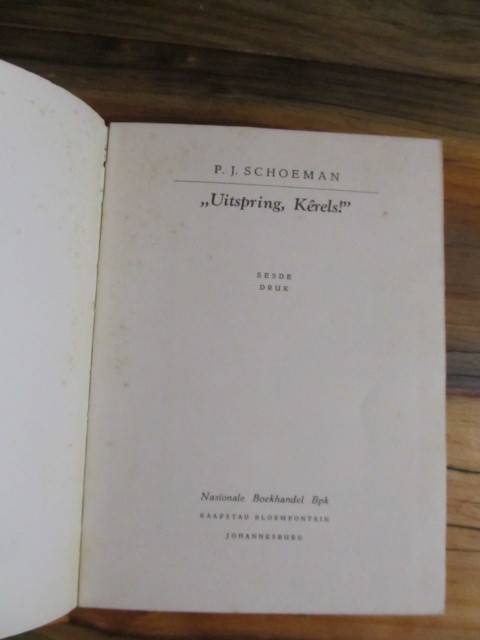 P. J. SCHOEMAN
„Uitspring, Kêrels!”
SESDE
DRUK
Nasionale Boekhandel Bpk
KAAPSTAD BLOEMFONTEIN
JOHANNESBURG